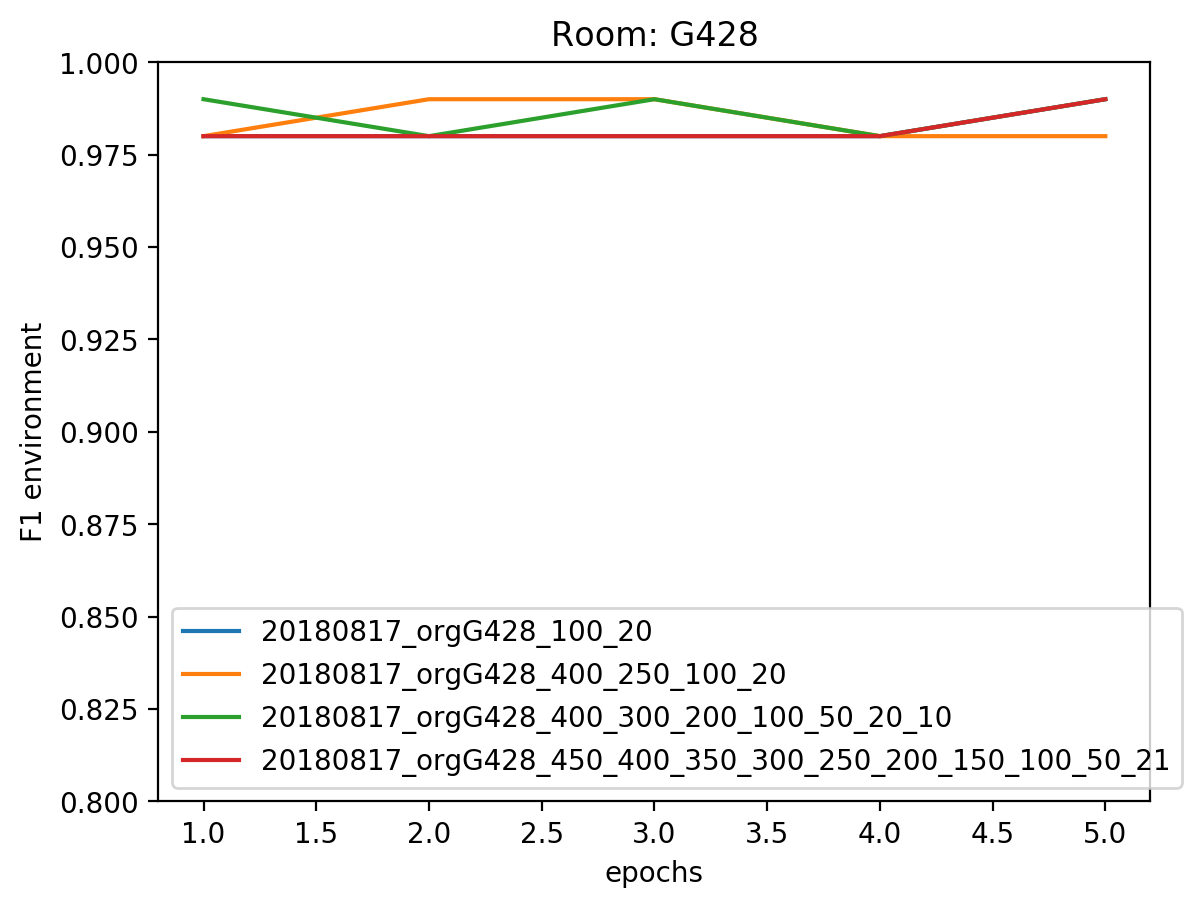 Room: G428
1.000
0.975
0.950
0.925
0.900
0.875
0.850
0.825
0.800
F1 environment
20180817_orgG428_100_20
20180817_orgG428_400_250_100_20
20180817_orgG428_400_300_200_100_50_20_10
20180817_orgG428_450_400_350_300_250_200_150_100_50_21
1.0 1.5 2.0 2.5 3.0 3.5 4.0 4.5 5.0
epochs